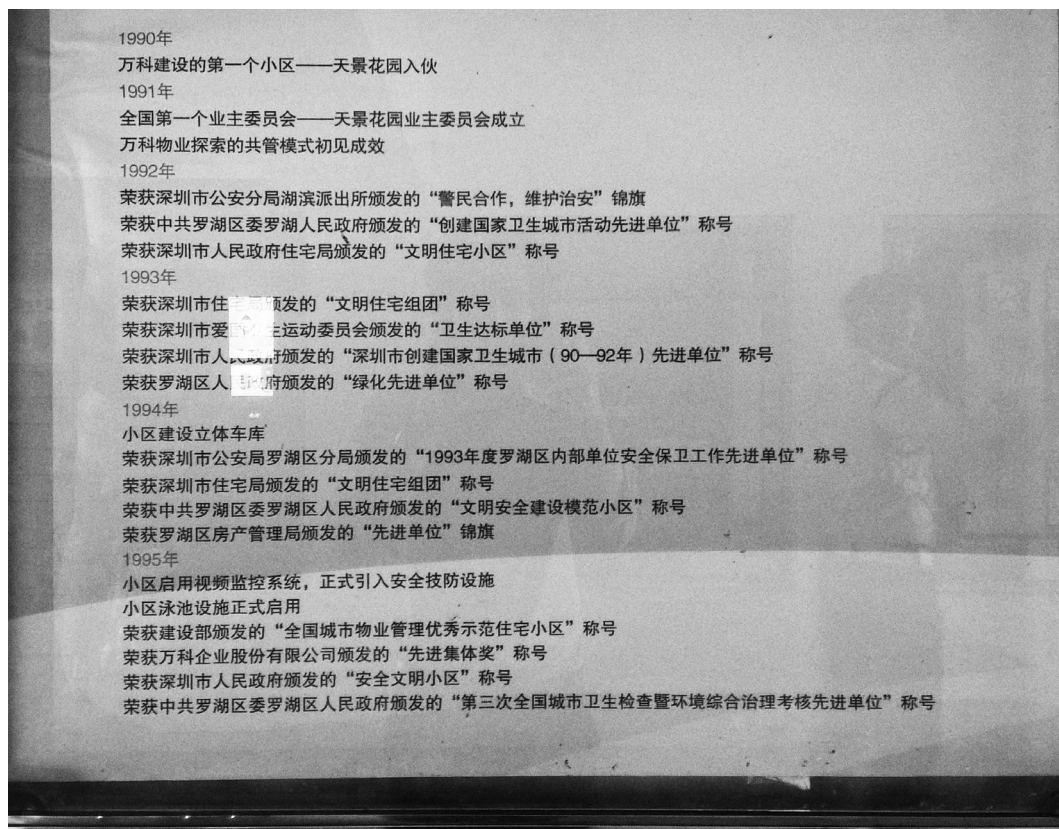 1990年
万科建设的第一个小区——天景花园入伙
1991年
全国第一个业主委员会——天景花园业主委员会成立
万科物业探索的共管模式初见成效
1992年
荣获深圳市公安分局湖滨派出所颁发的“警民合作，维护治安”锦旗
荣获中共罗湖区委罗湖人民政府颁发的“创建国家卫生城市活动先进单位”称号
荣获深圳市人民政府住宅局颁发的“文明住宅小区”称号
1993年
荣获深圳市住宅局颁发的“文明住宅组团”称号
荣获深圳市爱国卫生运动委员会颁发的“卫生达标单位”称号
荣获深圳市人民政府颁发的“深圳市创建国家卫生城市（90—92年）先进单位”称号
荣获罗湖区人民政府颁发的“绿化先进单位”称号
1994年
小区建设立体车库
荣获深圳市公安局罗湖区分局颁发的“1993年度罗湖区内部单位安全保卫工作先进单位”称号
荣获深圳市住宅局颁发的“文明住宅组团”称号
荣获中共罗湖区委罗湖区人民政府颁发的“文明安全建设模范小区”称号
荣获罗湖区房产管理局颁发的“先进单位”锦旗
1995年
小区启用视频监控系统，正式引入安全技防设施
小区泳池设施正式启用
荣获建设部颁发的“全国城市物业管理优秀示范住宅小区”称号
荣获万科企业股份有限公司颁发的“先进集体奖”称号
荣获深圳市人民政府颁发的“安全文明小区”称号
荣获中共罗湖区委罗湖区人民政府颁发的“第三次全国城市卫生检查暨环境综合治理考核先进单位”称号